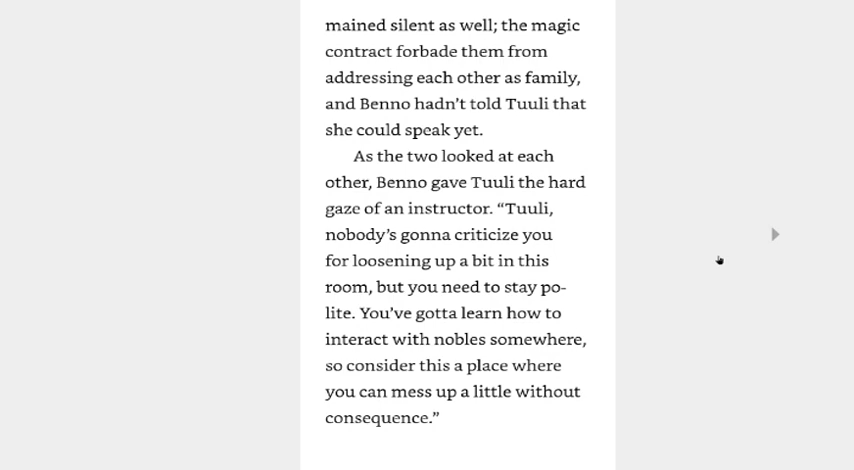 mained silent as well; the magic
contract forbade them from
addressing each other as family,
and Benno hadn’t told Tuuli that
she could speak yet.
As the two looked at each
other, Benno gave Tuuli the hard
gaze of an instructor. “Tuuli,
nobody’s gonna criticize you
for loosening up a bit in this
room, but you need to stay po-
lite. You’ve gotta learn how to
interact with nobles somewhere,
so consider this a place where
you can mess up a little without
consequence.”